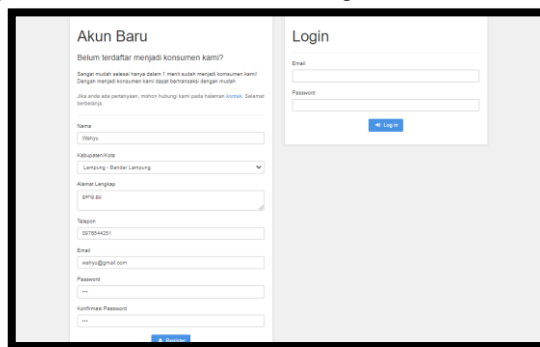 Akun Baru
Belum terdaftar menjadi konsumen kami?
Sangat mudah selesai hanya dalam 1 menit sudah menjadi konsumen kami!
Dengan menjadi konsumen kami dapat bertransaksi dengan mudah
Jika anda ada pertanyaan, mohon hubungi kami pada halaman kontak. Selamat
berbelanja
Nama
Wahyu
Kabupaten/Kota
Lampung - Bandar Lampung
Alamat Lengkap
Telepon
Email
wahyu@gmail.com
Password
•••
Konfirmasi Password
•••
Register
Login
Email
Password
Log in